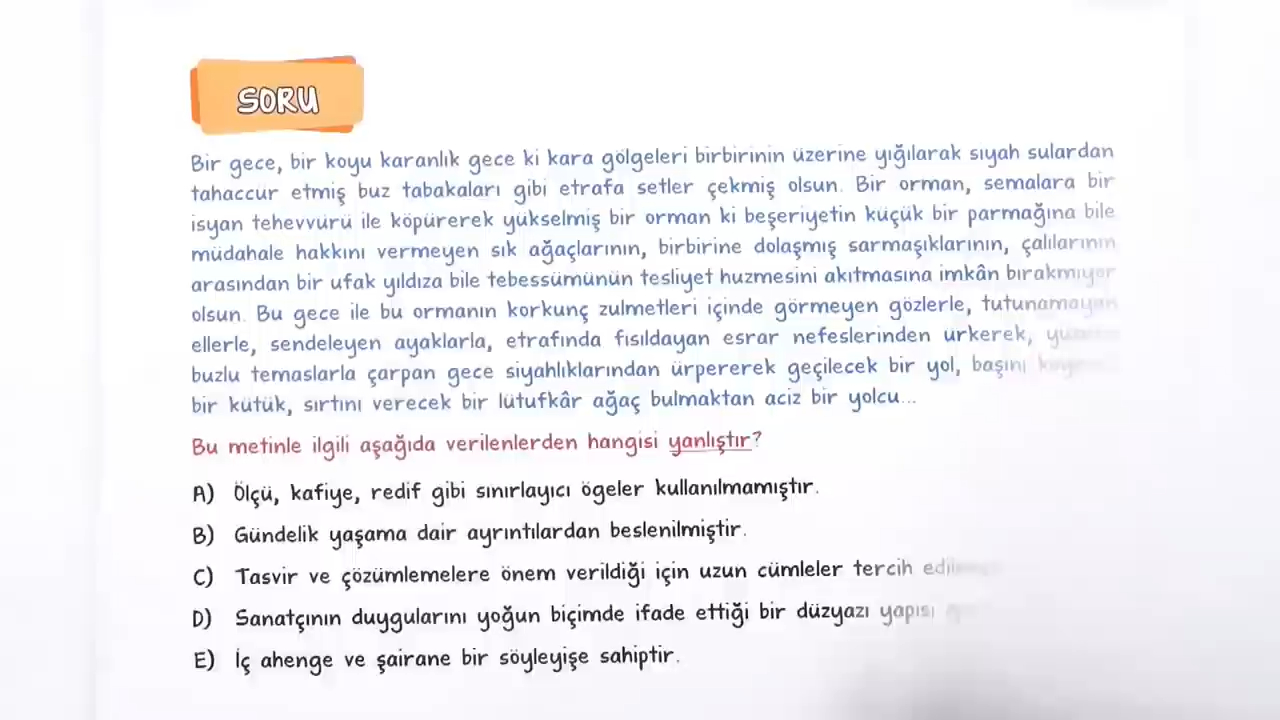 SORU
Bir gece, bir koyu karanlık gece ki kara gölgeleri birbirinin üzerine yığılarak siyah sulardan
tahaccur etmiş buz tabakaları gibi etrafa setler çekmiş olsun. Bir orman, semalara bir
isyan tehevvürü ile köpürerek yükselmiş bir orman ki beşeriyetin küçük bir parmağına bile
müdahale hakkını vermeyen sık ağaçlarının, birbirine dolaşmış sarmaşıklarının, çalılarının
arasından bir ufak yıldıza bile tebessümünün tesliyet huzmesini akıtmasına imkân bırakmıyor
olsun. Bu gece ile bu ormanın korkunç zulmetleri içinde görmeyen gözlerle, tutunamayan
ellerle, sendeleyen ayaklarla, etrafında fısıldayan esrar nefeslerinden ürkerek,
buzlu temaslarla çarpan gece siyahlıklarından ürpererek geçilecek bir yol, başını
bir kütük, sırtını verecek bir lütufkâr ağaç bulmaktan aciz bir yolcu...
Bu metinle ilgili aşağıda verilenlerden hangisi yanlıştır?
A) Ölçü, kafiye, redif gibi sınırlayıcı ögeler kullanılmamıştır.
B) Gündelik yaşama dair ayrıntılardan beslenilmiştir.
C) Tasvir ve çözümlemelere önem verildiği için uzun cümleler tercih
D) Sanatçının duygularını yoğun biçimde ifade ettiği bir düzyazı yapısı
E) İç ahenge ve şairane bir söyleyişe sahiptir.